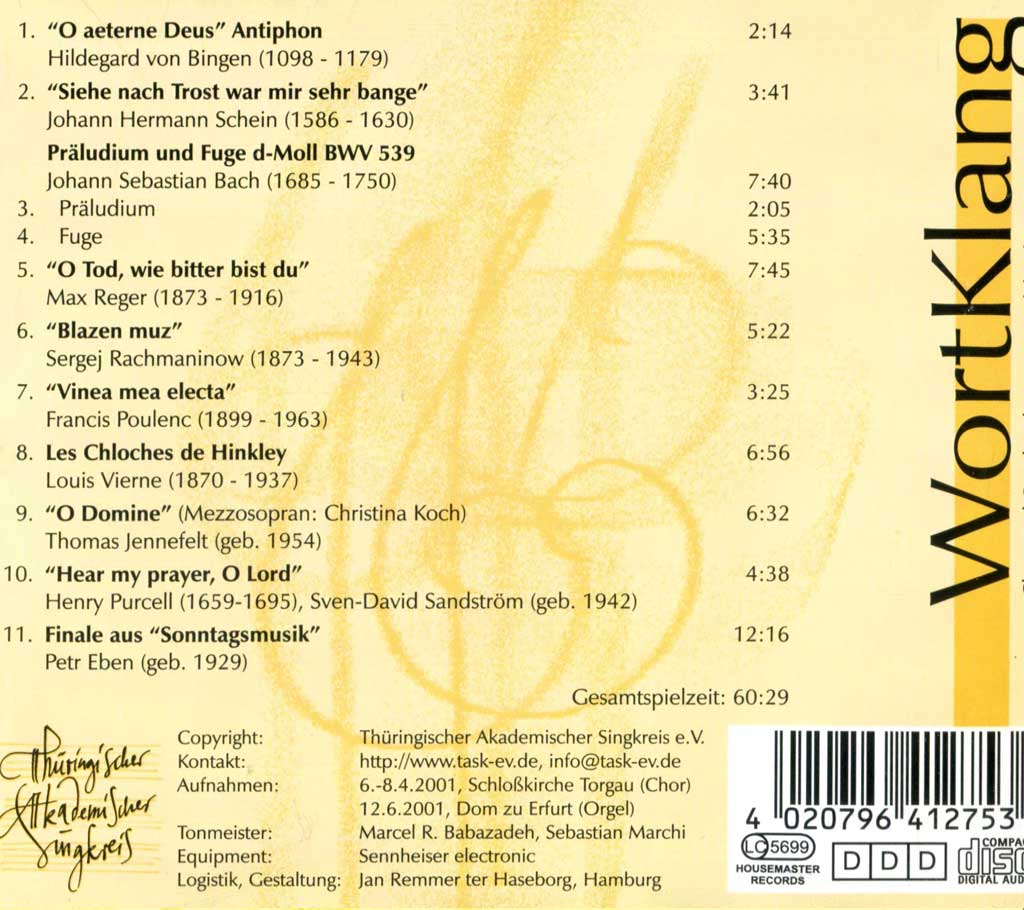 1. “O aeterne Deus” Antiphon 2:14
Hildegard von Bingen (1098 - 1179)
2. “Siehe nach Trost war mir sehr bange” 3:41
Johann Hermann Schein (1586 - 1630)
Präludium und Fuge d-Moll BWV 539
Johann Sebastian Bach (1685 - 1750) 7:40
3. Präludium 2:05
4. Fuge 5:35
5. “O Tod, wie bitter bist du” 7:45
Max Reger (1873 - 1916)
6. “Blazen muz” 5:22
Sergej Rachmaninow (1873 - 1943)
7. “Vinea mea electa” 3:25
Francis Poulenc (1899 - 1963)
8. Les Chloches de Hinkley 6:56
Louis Vierne (1870 - 1937)
9. “O Domine” (Mezzosopran: Christina Koch) 6:32
Thomas Jennefelt (geb. 1954)
10. “Hear my prayer, O Lord” 4:38
Henry Purcell (1659-1695), Sven-David Sandström (geb. 1942)
11. Finale aus “Sonntagsmusik” 12:16
Petr Eben (geb. 1929)
Gesamtspielzeit: 60:29
WortKlang
Thüringischer
Akademischer
Singkreis
Copyright: Thüringischer Akademischer Singkreis e.V.
Kontakt: http://www.task-ev.de, info@task-ev.de
Aufnahmen: 6.-8.4.2001, Schloßkirche Torgau (Chor)
12.6.2001, Dom zu Erfurt (Orgel)
Tonmeister: Marcel R. Babazadeh, Sebastian Marchi
Equipment: Sennheiser electronic
Logistik, Gestaltung: Jan Remmer ter Haseborg, Hamburg
4 020796 412753
LC 5699
HOUSEMASTER
RECORDS
DDD
COMPA
disc
DIGITAL AUD